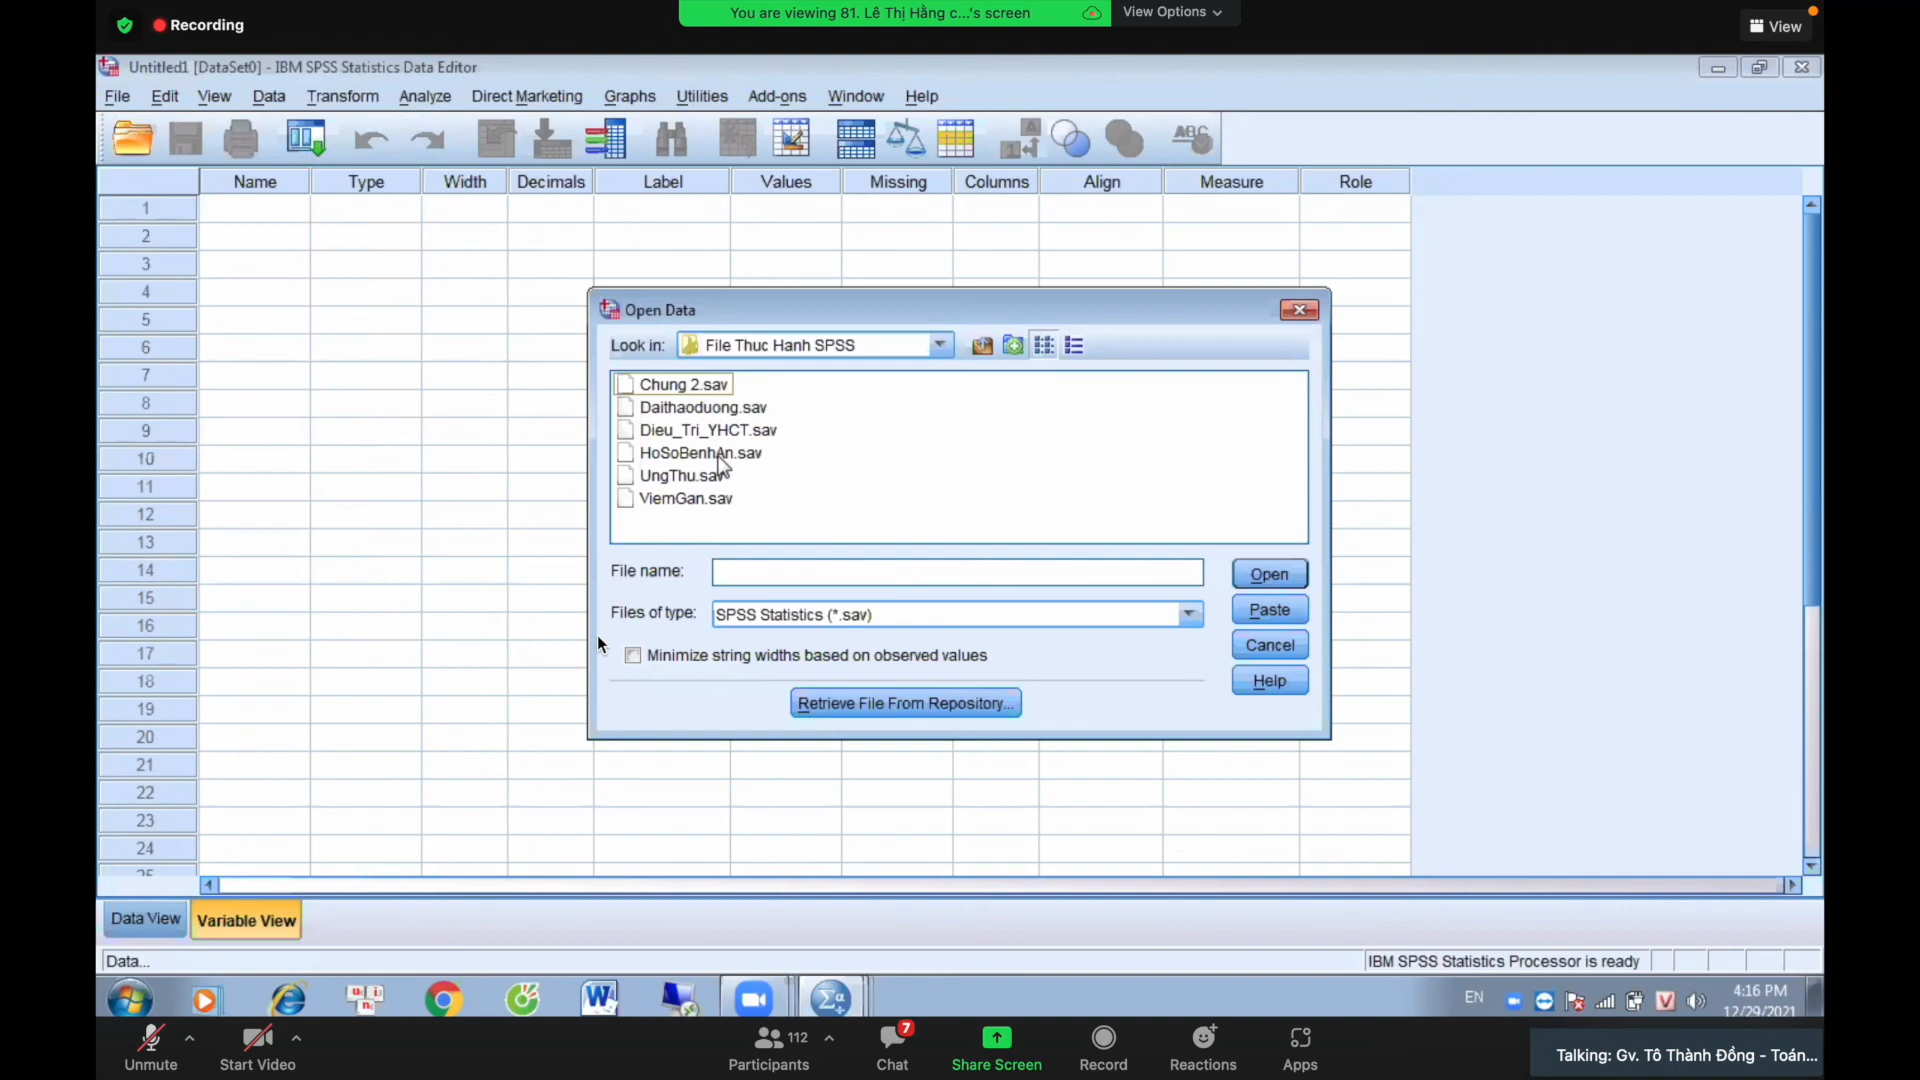 Recording
You are viewing 81. Lê Thị Hằng c...'s screen
View Options
View
Untitled1 [DataSet0] - IBM SPSS Statistics Data Editor
File Edit View Data Transform Analyze Direct Marketing Graphs Utilities Add-ons Window Help
Name Type Width Decimals Label Values Missing Columns Align Measure Role
1
2
3
4
5
6
7
8
9
10
11
12
13
14
15
16
17
18
19
20
21
22
23
24
25
Open Data
Look in: File Thuc Hanh SPSS
Chung 2.sav
Daithaoduong.sav
Dieu_Tri_YHCT.sav
HoSoBenhAn.sav
UngThu.sav
ViemGan.sav
File name:
Open
Files of type: SPSS Statistics (*.sav)
Paste
Cancel
Minimize string widths based on observed values
Help
Retrieve File From Repository...
Data View Variable View
Data...
IBM SPSS Statistics Processor is ready
EN
4:16 PM
12/29/2021
Unmute
Start Video
112
Participants
7
Chat
Share Screen
Record
Reactions
Apps
Talking: Gv. Tô Thành Đồng - Toán...